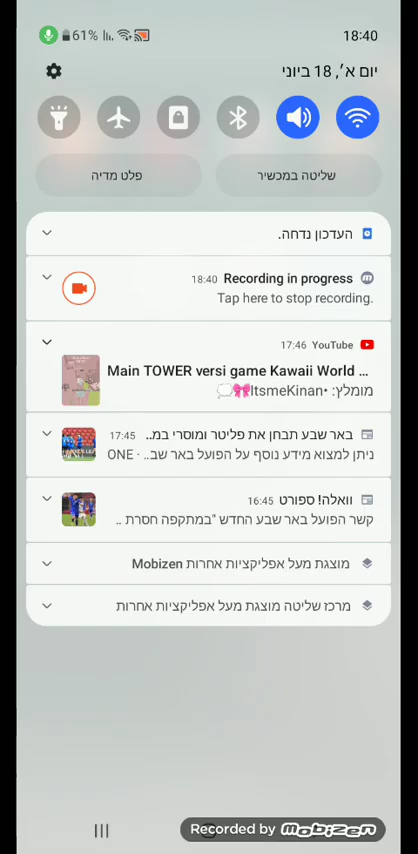 61%
18:40
יום א׳, 18 ביוני
שליטה במכשיר
פלט מדיה
העדכון נדחה.
Recording in progress 18:40
Tap here to stop recording.
YouTube 17:46
Main TOWER versi game Kawaii World ...
מומלץ: •ItsmeKinan🎀💭
באר שבע תבחן את פליטר ומוסרי במ.. 17:45
ניתן למצוא מידע נוסף על הפועל באר שב.. · ONE
וואלה! ספורט 16:45
קשר הפועל באר שבע החדש "במתקפה חסרת ..
מוצגת מעל אפליקציות אחרות Mobizen
מרכז שליטה מוצגת מעל אפליקציות אחרות
Recorded by mobizen